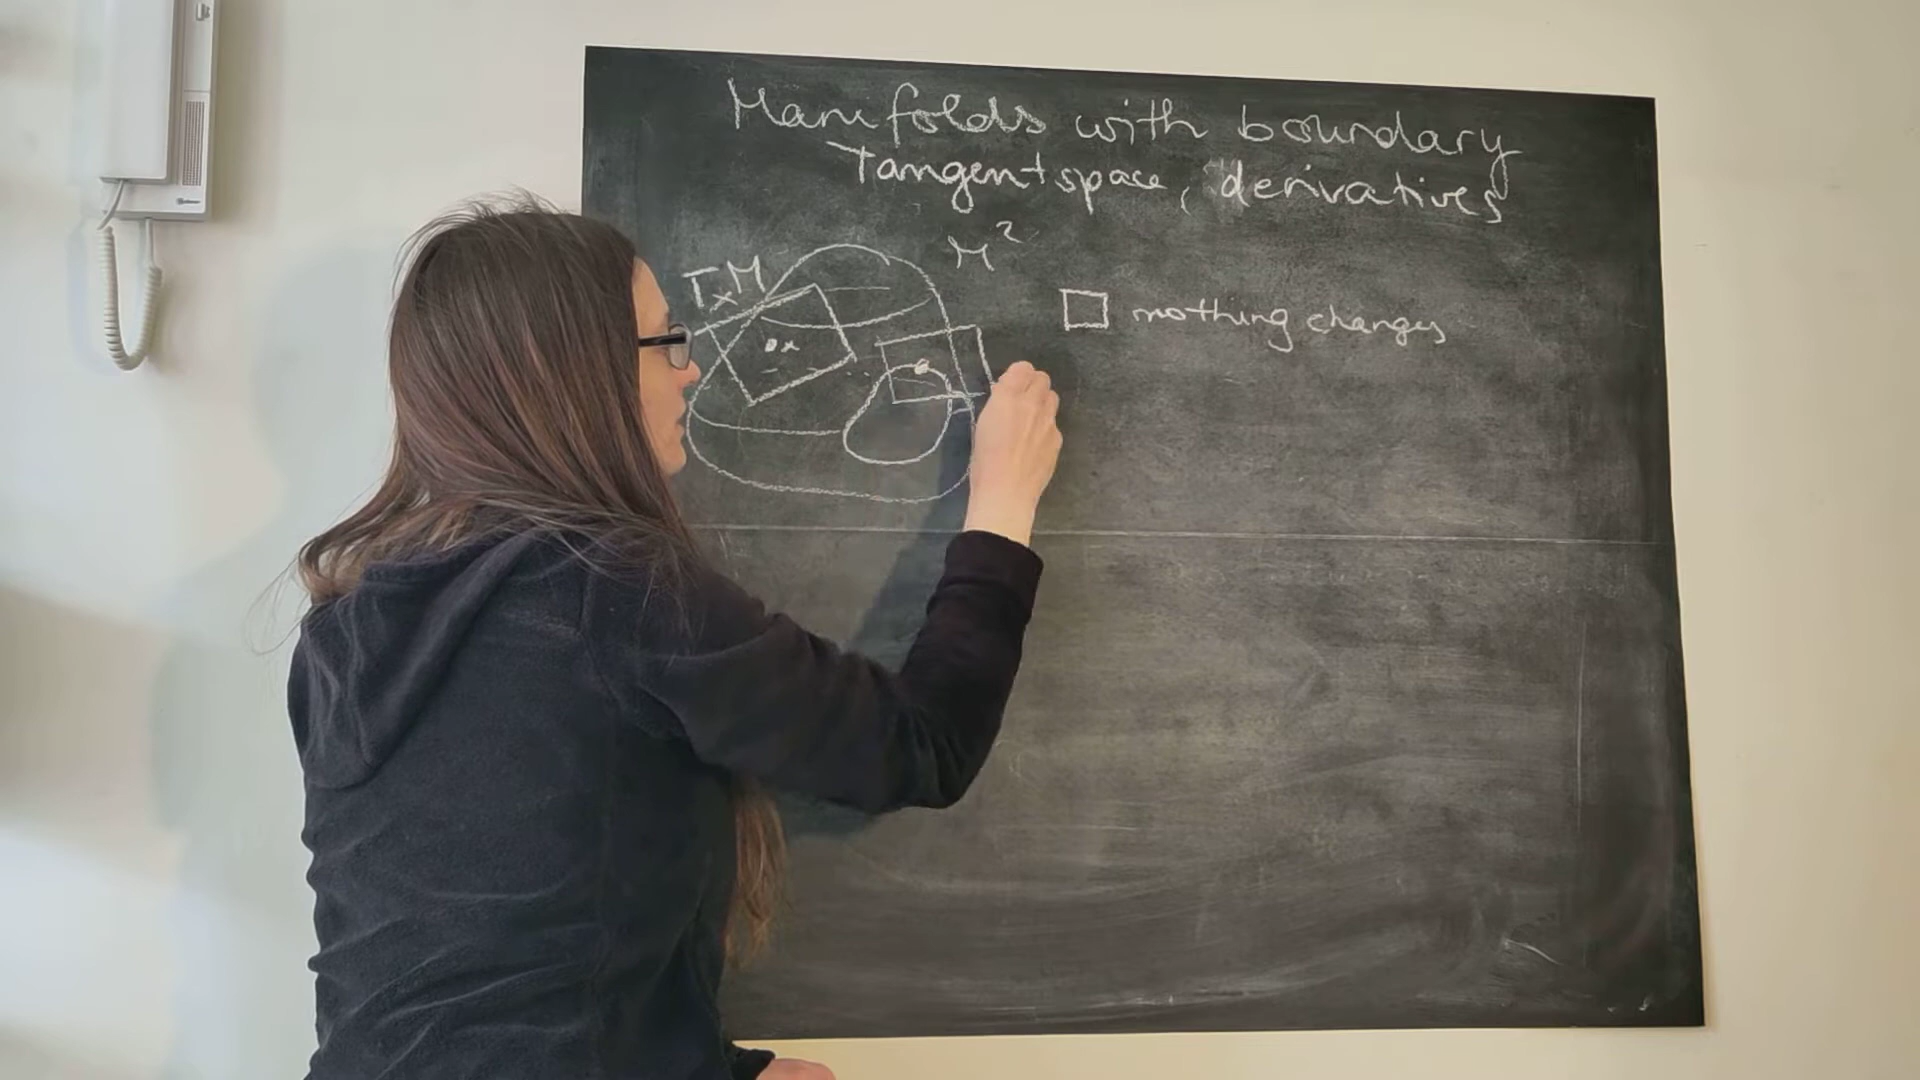 Manifolds with boundary
Tangent space, derivatives
M²
TₓM
x
nothing changes